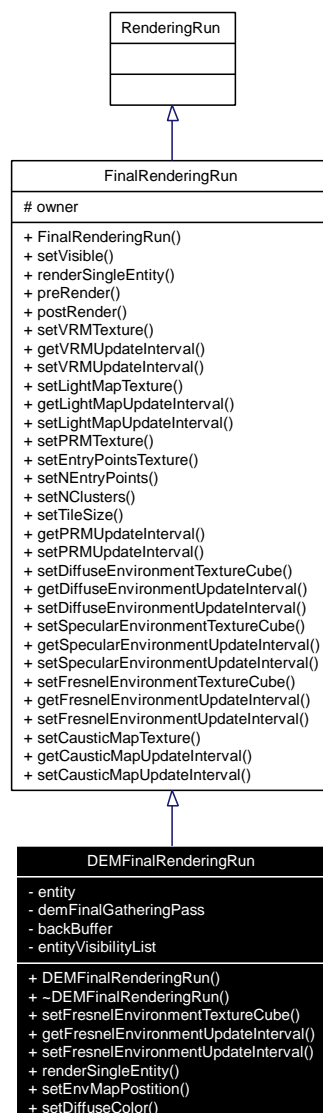 RenderingRun
FinalRenderingRun
# owner
+ FinalRenderingRun()
+ setVisible()
+ renderSingleEntity()
+ preRender()
+ postRender()
+ setVRMTexture()
+ getVRMUpdateInterval()
+ setVRMUpdateInterval()
+ setLightMapTexture()
+ getLightMapUpdateInterval()
+ setLightMapUpdateInterval()
+ setPRMTexture()
+ setEntryPointsTexture()
+ setNEntryPoints()
+ setNClusters()
+ setTileSize()
+ getPRMUpdateInterval()
+ setPRMUpdateInterval()
+ setDiffuseEnvironmentTextureCube()
+ getDiffuseEnvironmentUpdateInterval()
+ setDiffuseEnvironmentUpdateInterval()
+ setSpecularEnvironmentTextureCube()
+ getSpecularEnvironmentUpdateInterval()
+ setSpecularEnvironmentUpdateInterval()
+ setFresnelEnvironmentTextureCube()
+ getFresnelEnvironmentUpdateInterval()
+ setFresnelEnvironmentUpdateInterval()
+ setCausticMapTexture()
+ getCausticMapUpdateInterval()
+ setCausticMapUpdateInterval()
DEMFinalRenderingRun
- entity
- demFinalGatheringPass
- backBuffer
- entityVisibilityList
+ DEMFinalRenderingRun()
+ ~DEMFinalRenderingRun()
+ setFresnelEnvironmentTextureCube()
+ getFresnelEnvironmentUpdateInterval()
+ setFresnelEnvironmentUpdateInterval()
+ renderSingleEntity()
+ setEnvMapPostition()
+ setDiffuseColor()